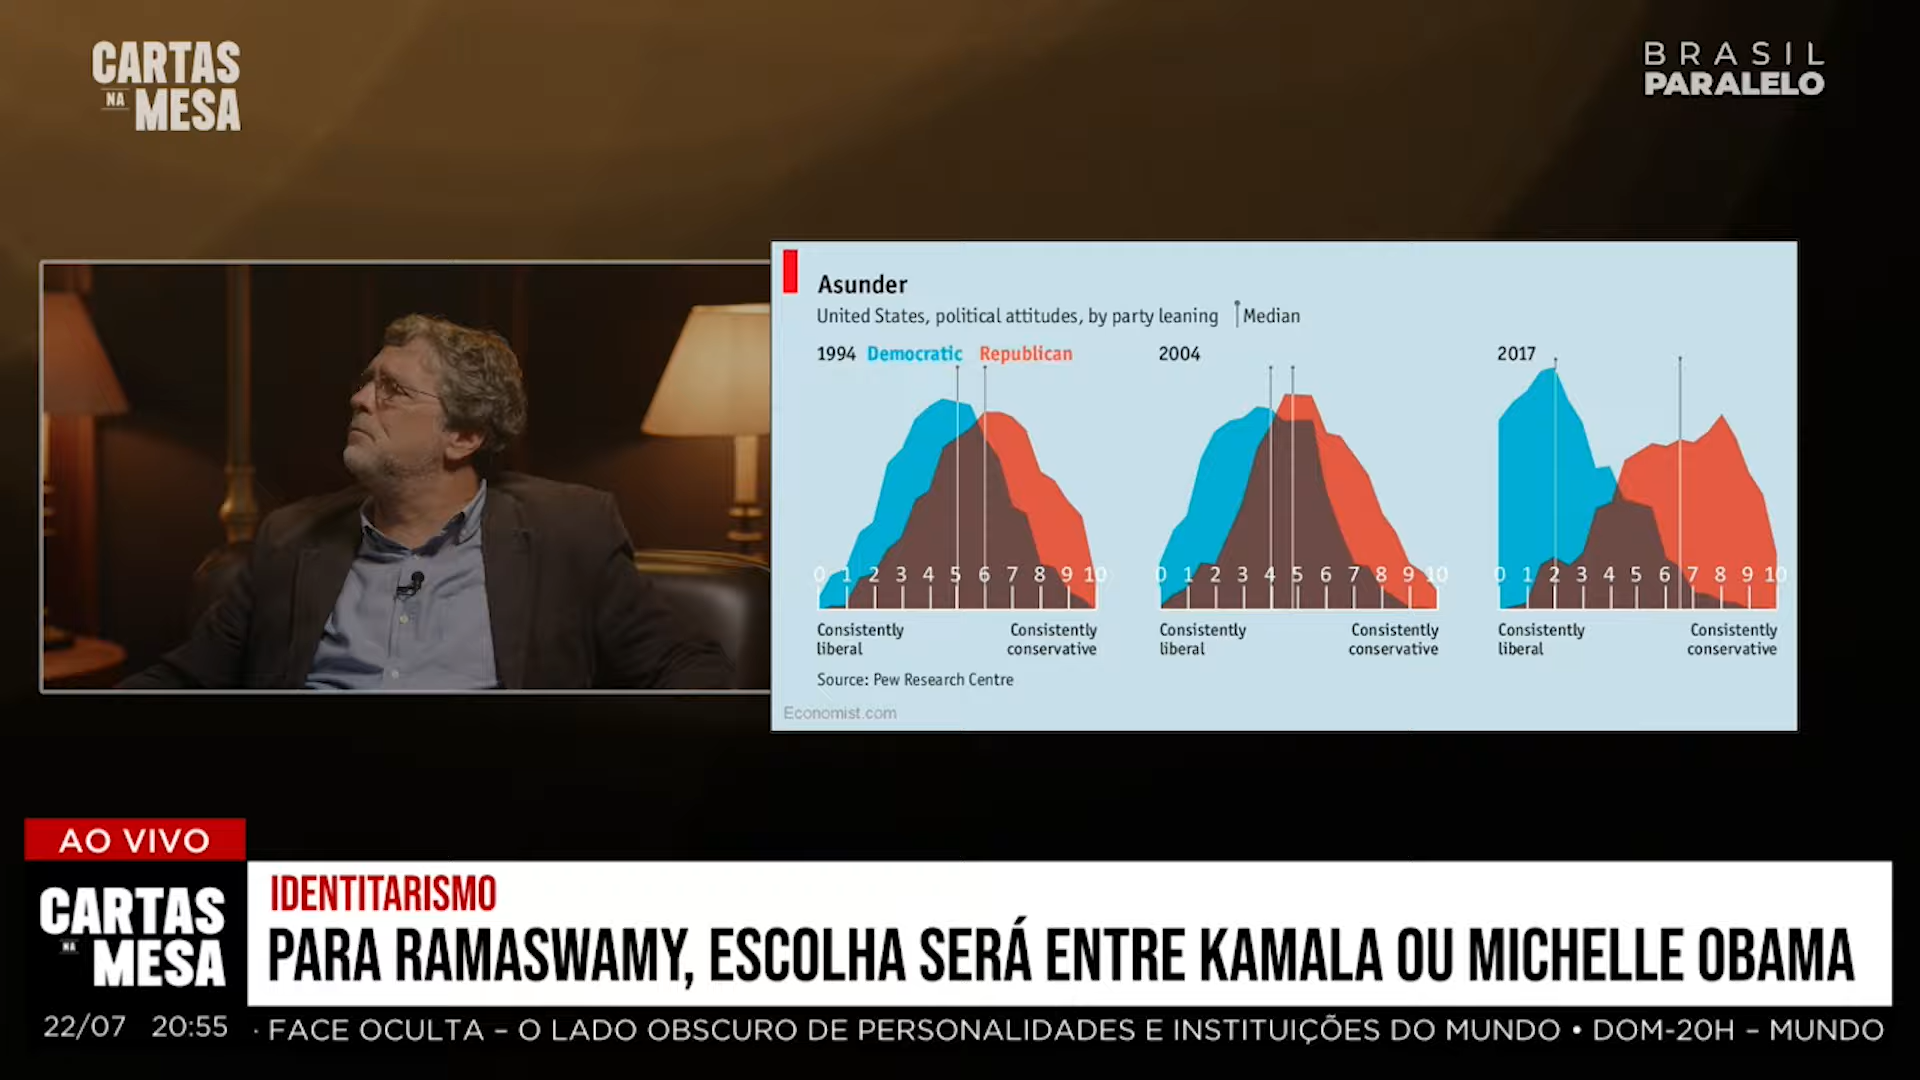 CARTAS
NA
MESA
BRASIL
PARALELO
Asunder
United States, political attitudes, by party leaning Median
1994 Democratic Republican
2004
2017
0 1 2 3 4 5 6 7 8 9 10
0 1 2 3 4 5 6 7 8 9 10
0 1 2 3 4 5 6 7 8 9 10
Consistently
liberal
Consistently
conservative
Consistently
liberal
Consistently
conservative
Consistently
liberal
Consistently
conservative
Source: Pew Research Centre
Economist.com
AO VIVO
CARTAS
NA
MESA
IDENTITARISMO
PARA RAMASWAMY, ESCOLHA SERÁ ENTRE KAMALA OU MICHELLE OBAMA
22/07 20:55 · FACE OCULTA – O LADO OBSCURO DE PERSONALIDADES E INSTITUIÇÕES DO MUNDO • DOM-20H – MUNDO